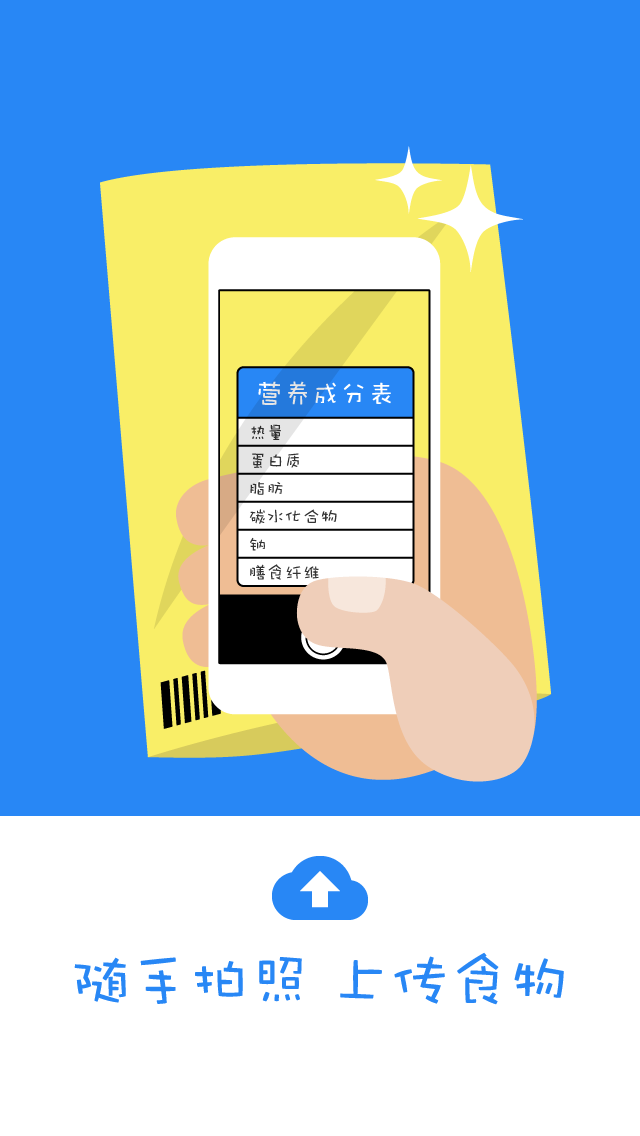 营养成分表
热量
蛋白质
脂肪
碳水化合物
钠
膳食纤维
随手拍照 上传食物